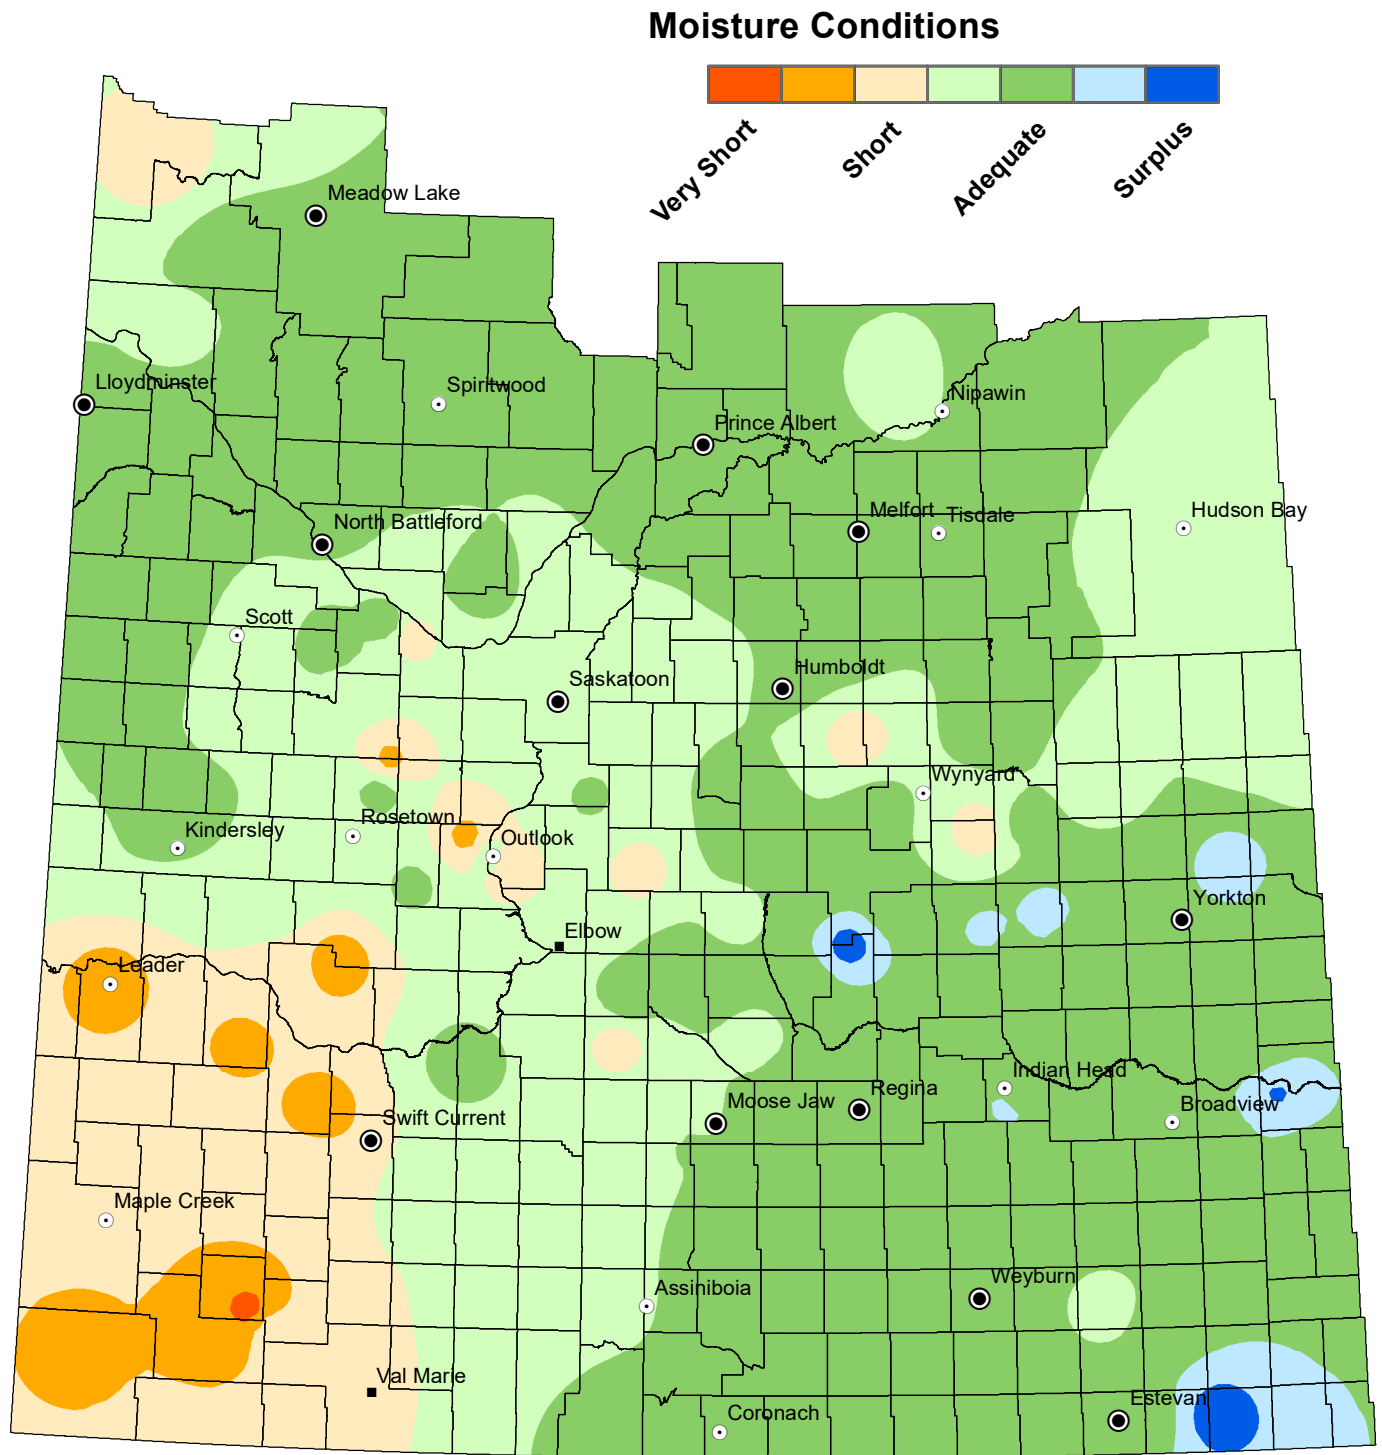 Moisture Conditions
Very Short
Short
Adequate
Surplus
Meadow Lake
Lloydminster
Spiritwood
Nipawin
Prince Albert
Hudson Bay
Melfort
Tisdale
North Battleford
Scott
Humboldt
Saskatoon
Wynyard
Rosetown
Kindersley
Outlook
Yorkton
Elbow
Leader
Indian Head
Regina
Moose Jaw
Broadview
Swift Current
Maple Creek
Weyburn
Assiniboia
Val Marie
Estevan
Coronach